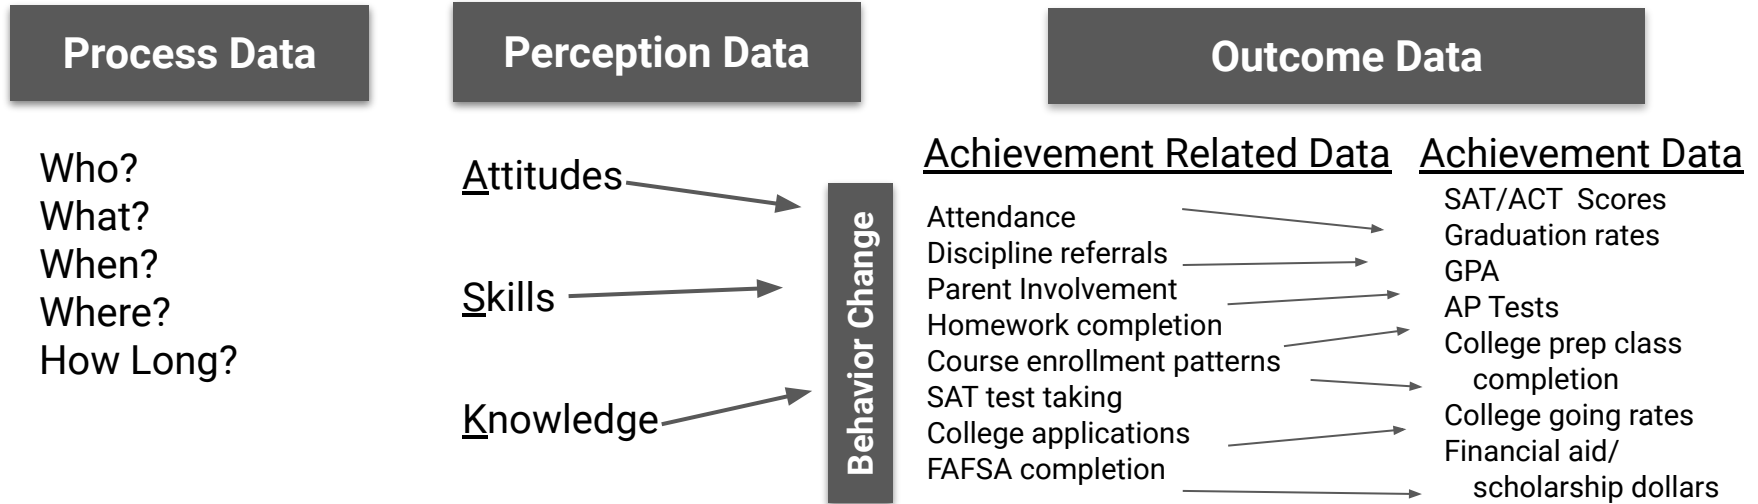 Process Data
Who?
What?
When?
Where?
How Long?
Perception Data
Attitudes
Skills
Knowledge
Behavior Change
Outcome Data
Achievement Related Data
Attendance
Discipline referrals
Parent Involvement
Homework completion
Course enrollment patterns
SAT test taking
College applications
FAFSA completion
Achievement Data
SAT/ACT Scores
Graduation rates
GPA
AP Tests
College prep class
completion
College going rates
Financial aid/
scholarship dollars